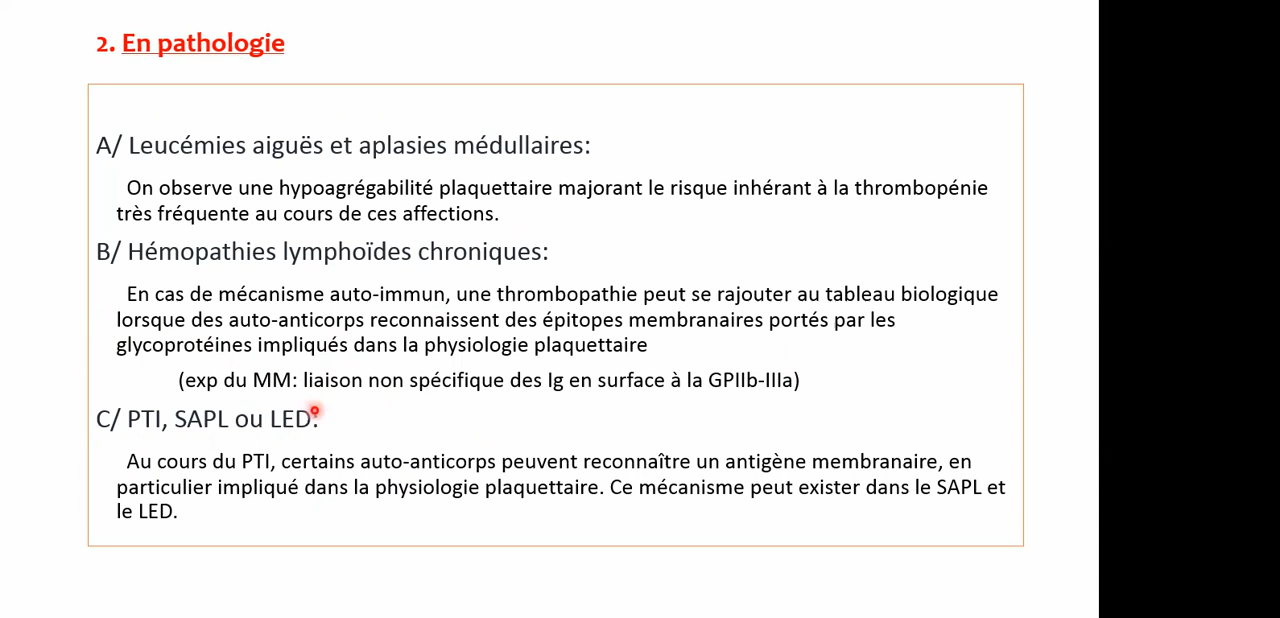 2. En pathologie
A/ Leucémies aiguës et aplasies médullaires:
On observe une hypoagrégabilité plaquettaire majorant le risque inhérant à la thrombopénie
très fréquente au cours de ces affections.
B/ Hémopathies lymphoïdes chroniques:
En cas de mécanisme auto-immun, une thrombopathie peut se rajouter au tableau biologique
lorsque des auto-anticorps reconnaissent des épitopes membranaires portés par les
glycoprotéines impliqués dans la physiologie plaquettaire
(exp du MM: liaison non spécifique des Ig en surface à la GPIIb-IIIa)
C/ PTI, SAPL ou LED:
Au cours du PTI, certains auto-anticorps peuvent reconnaître un antigène membranaire, en
particulier impliqué dans la physiologie plaquettaire. Ce mécanisme peut exister dans le SAPL et
le LED.